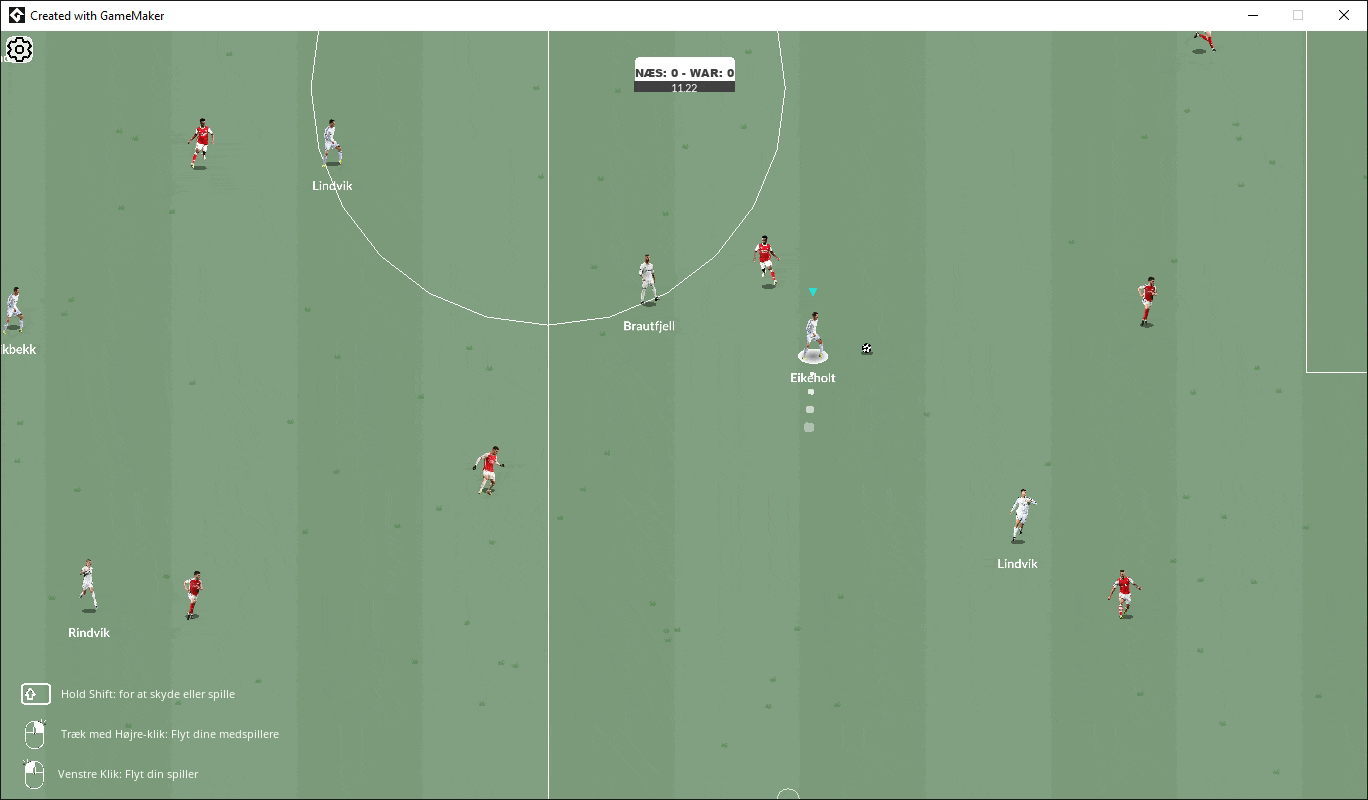 Created with GameMaker
NÆS: 0 - WAR: 0
11.22
Lindvik
Brautfjell
kbekk
Eikeholt
Lindvik
Rindvik
Hold Shift: for at skyde eller spille
Træk med Højre-klik: Flyt dine medspillere
Venstre Klik: Flyt din spiller